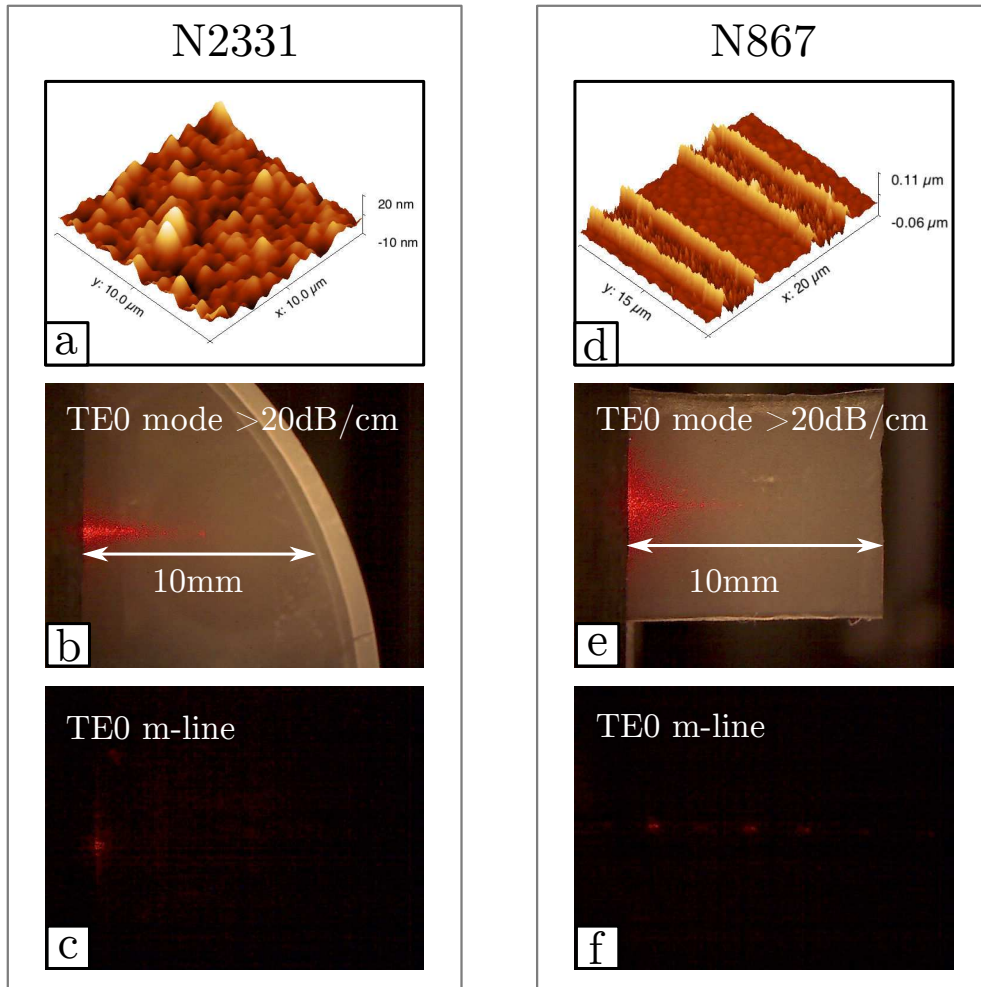 N2331
20 nm
-10 nm
y: 10.0 µm
x: 10.0 µm
a
TE0 mode >20dB/cm
10mm
b
TE0 m-line
c
N867
0.11 µm
-0.06 µm
y: 15 µm
x: 20 µm
d
TE0 mode >20dB/cm
10mm
e
TE0 m-line
f